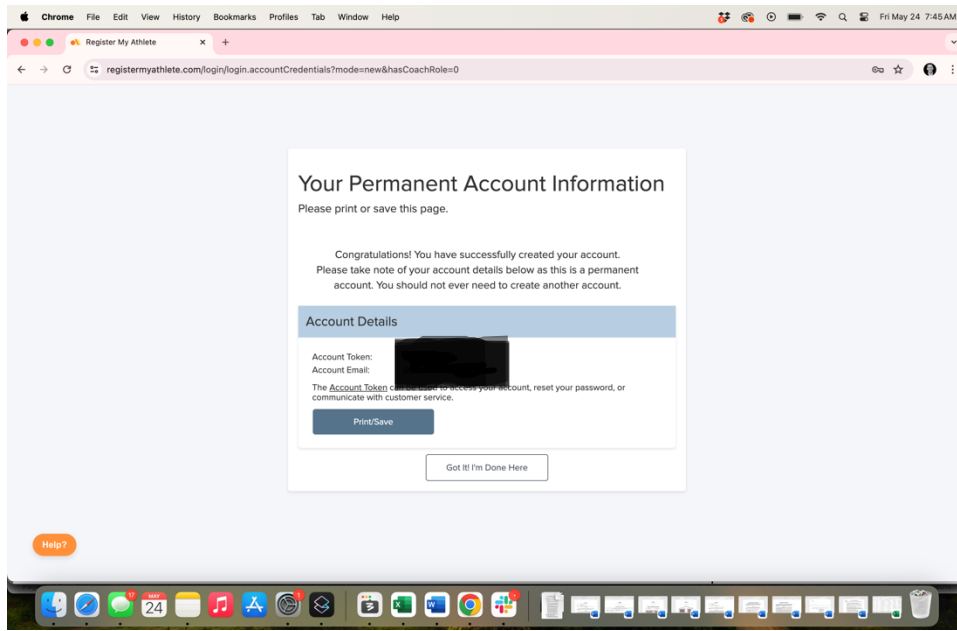 Chrome File Edit View History Bookmarks Profiles Tab Window Help Fri May 24 7:45 AM
Register My Athlete
registermyathlete.com/login/login.accountCredentials?mode=new&hasCoachRole=0
Your Permanent Account Information
Please print or save this page.
Congratulations! You have successfully created your account.
Please take note of your account details below as this is a permanent
account. You should not ever need to create another account.
Account Details
Account Token:
Account Email:
The Account Token can be used to access your account, reset your password, or
communicate with customer service.
Print/Save
Got It! I'm Done Here
Help?
17
MAY
24